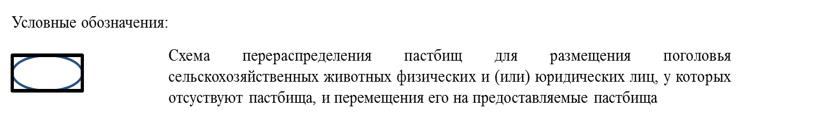 Условные обозначения:
Схема перераспределения пастбищ для размещения поголовья
сельскохозяйственных животных физических и (или) юридических лиц, у которых
отсуствуют пастбища, и перемещения его на предоставляемые пастбища